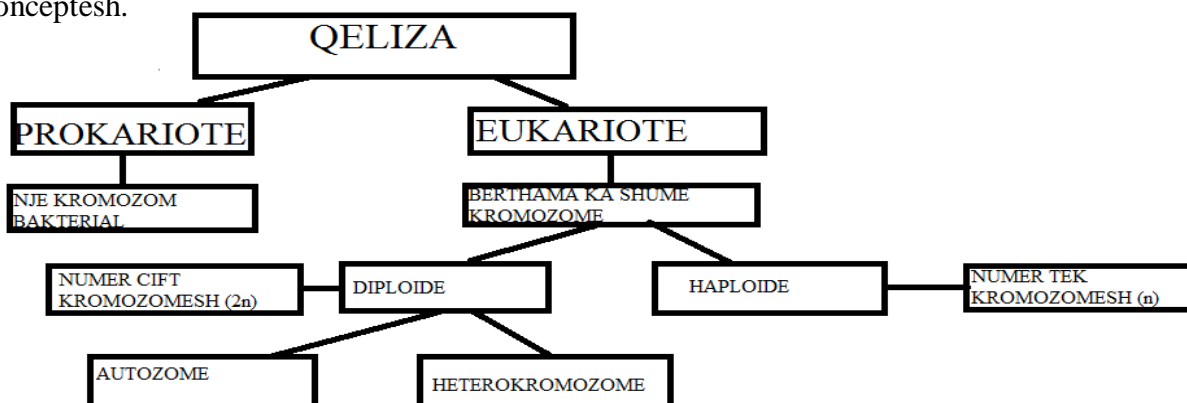 onceptesh.
QELIZA
PROKARIOTE
EUKARIOTE
NJE KROMOZOM
BAKTERIAL
BERTHAMA KA SHUME
KROMOZOME
NUMER CIFT
KROMOZOMESH (2n)
DIPLOIDE
HAPLOIDE
NUMER TEK
KROMOZOMESH (n)
AUTOZOME
HETEROKROMOZOME